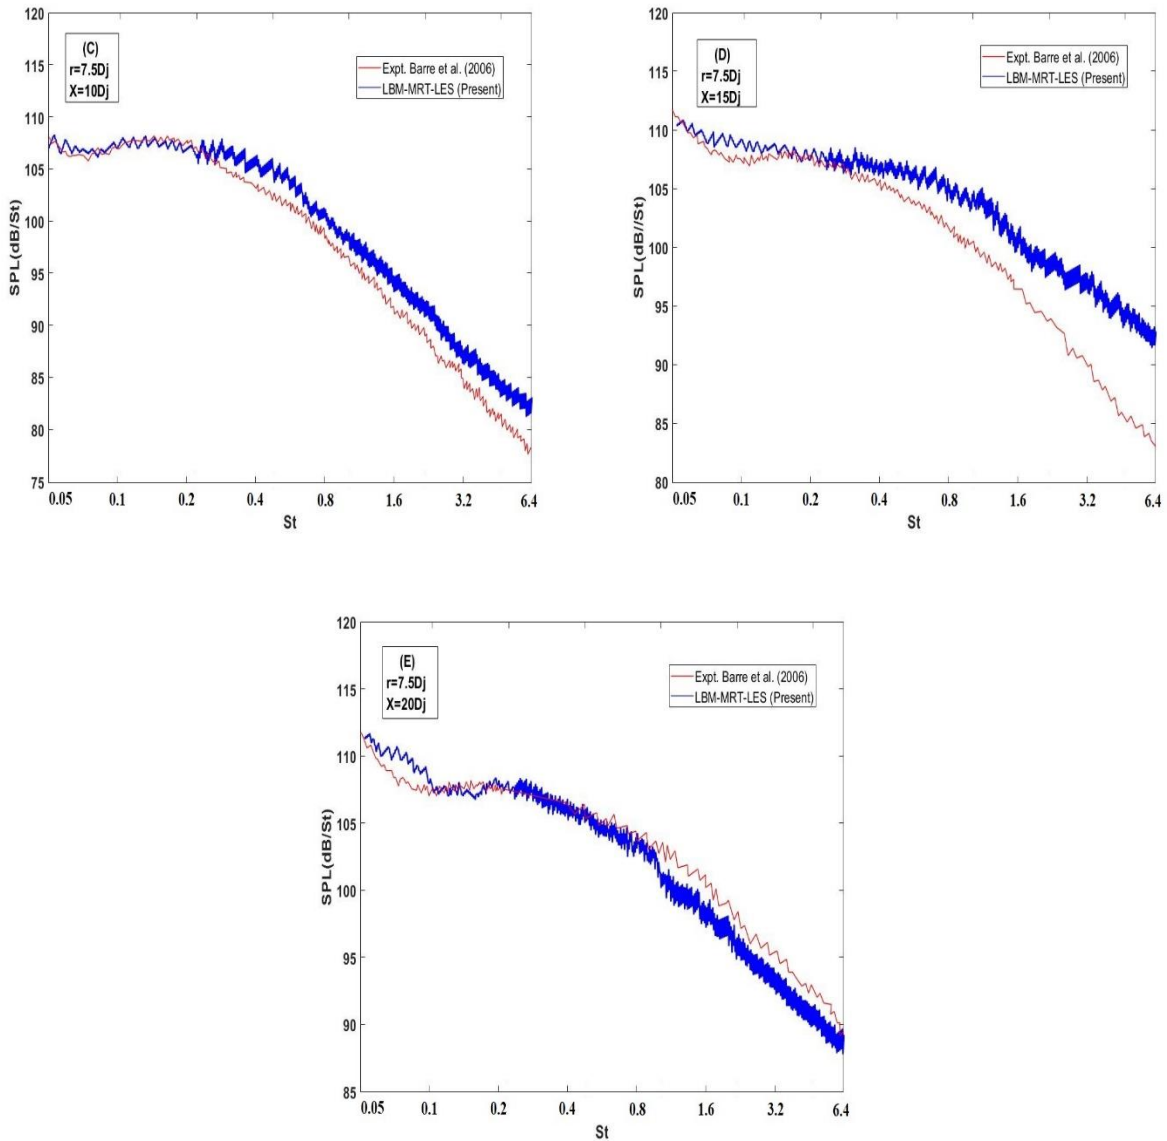 120
115
110
105
100
95
90
85
80
75
SPL(dB/St)
(C)
r=7.5Dj
X=10Dj
Expt. Barre et al. (2006)
LBM-MRT-LES (Present)
0.05 0.1 0.2 0.4 0.8 1.6 3.2 6.4
St
120
115
110
105
100
95
90
85
80
SPL(dB//St)
(D)
r=7.5Dj
X=15Dj
Expt. Barre et al. (2006)
LBM-MRT-LES (Present)
0.05 0.1 0.2 0.4 0.8 1.6 3.2 6.4
St
120
115
110
105
100
95
90
85
SPL(dB/St)
(E)
r=7.5Dj
X=20Dj
Expt. Barre et al. (2006)
LBM-MRT-LES (Present)
0.05 0.1 0.2 0.4 0.8 1.6 3.2 6.4
St